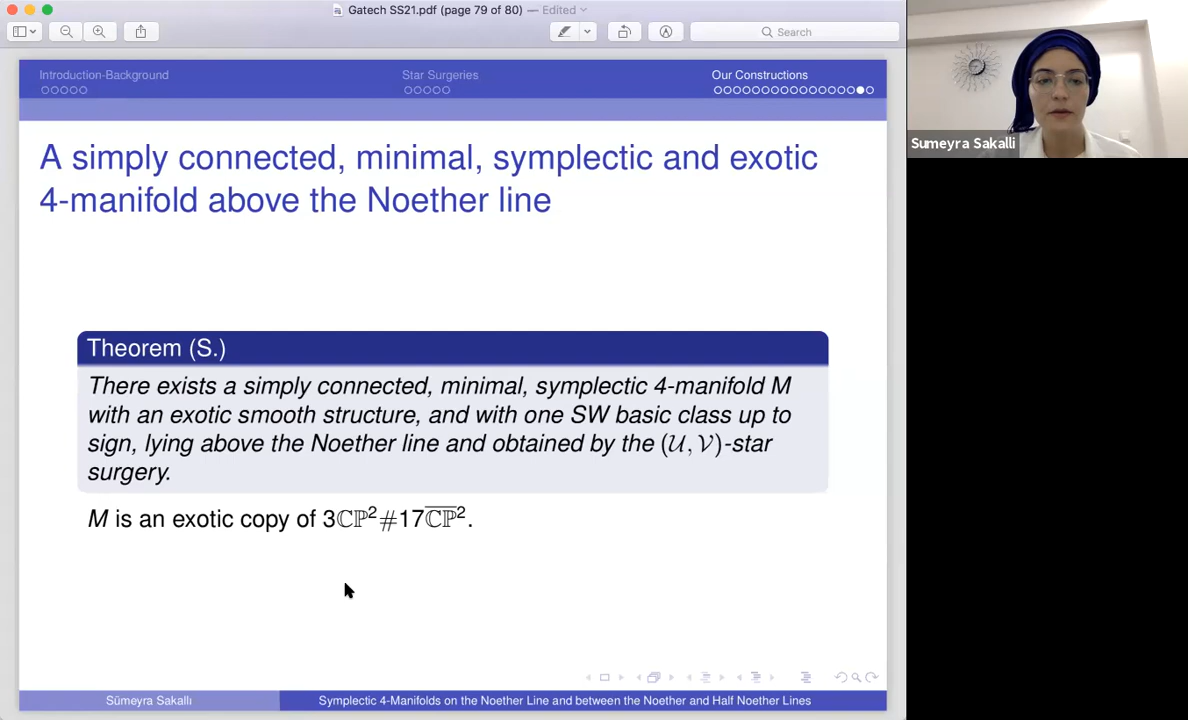 Gatech SS21.pdf (page 79 of 80) — Edited
Search
Introduction-Background
Star Surgeries
Our Constructions
A simply connected, minimal, symplectic and exotic
4-manifold above the Noether line
Theorem (S.)
There exists a simply connected, minimal, symplectic 4-manifold M
with an exotic smooth structure, and with one SW basic class up to
sign, lying above the Noether line and obtained by the (𝒰, 𝒱)-star
surgery.
M is an exotic copy of 3ℂℙ²#17ℂℙ̅².
Sümeyra Sakallı
Symplectic 4-Manifolds on the Noether Line and between the Noether and Half Noether Lines
Sumeyra Sakalli